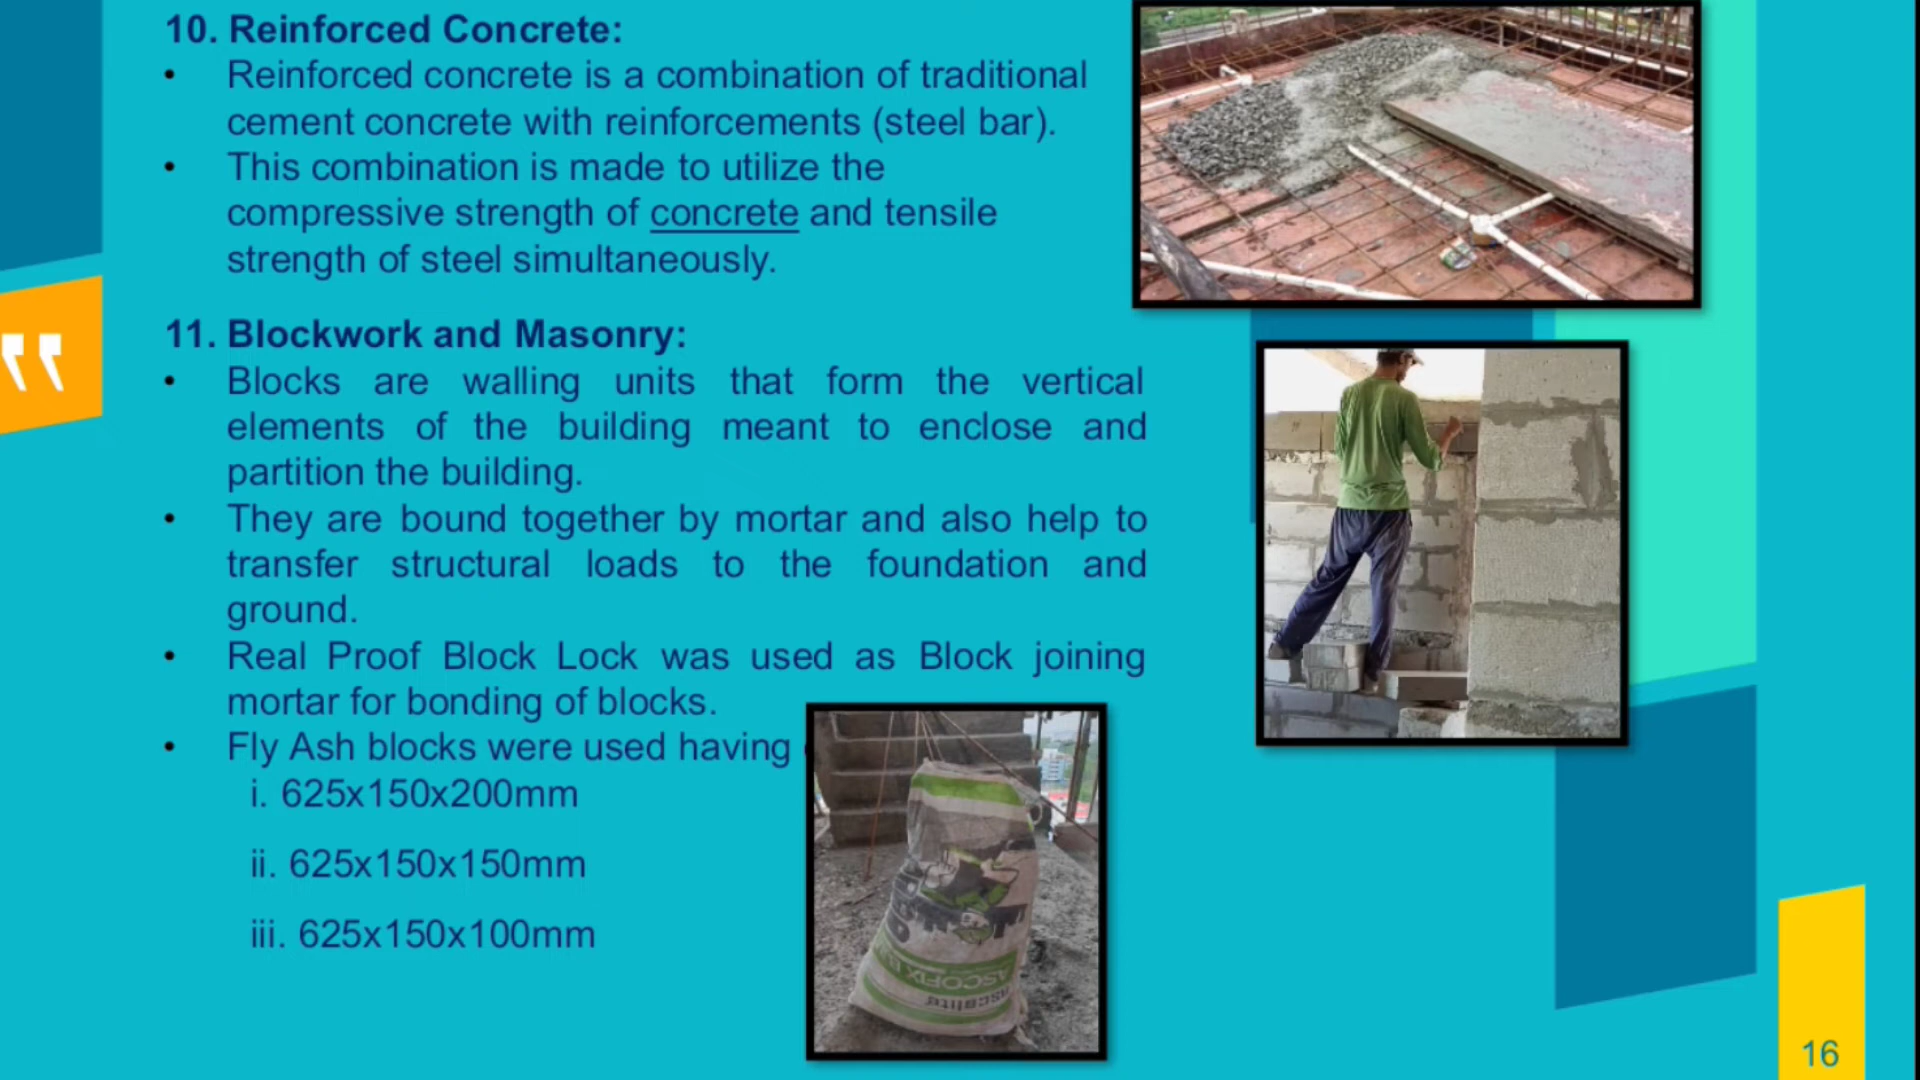 10. Reinforced Concrete:
• Reinforced concrete is a combination of traditional
cement concrete with reinforcements (steel bar).
• This combination is made to utilize the
compressive strength of concrete and tensile
strength of steel simultaneously.
11. Blockwork and Masonry:
• Blocks are walling units that form the vertical
elements of the building meant to enclose and
partition the building.
• They are bound together by mortar and also help to
transfer structural loads to the foundation and
ground.
• Real Proof Block Lock was used as Block joining
mortar for bonding of blocks.
• Fly Ash blocks were used having
i. 625x150x200mm
ii. 625x150x150mm
iii. 625x150x100mm
ASCOFIX
ascolite
16